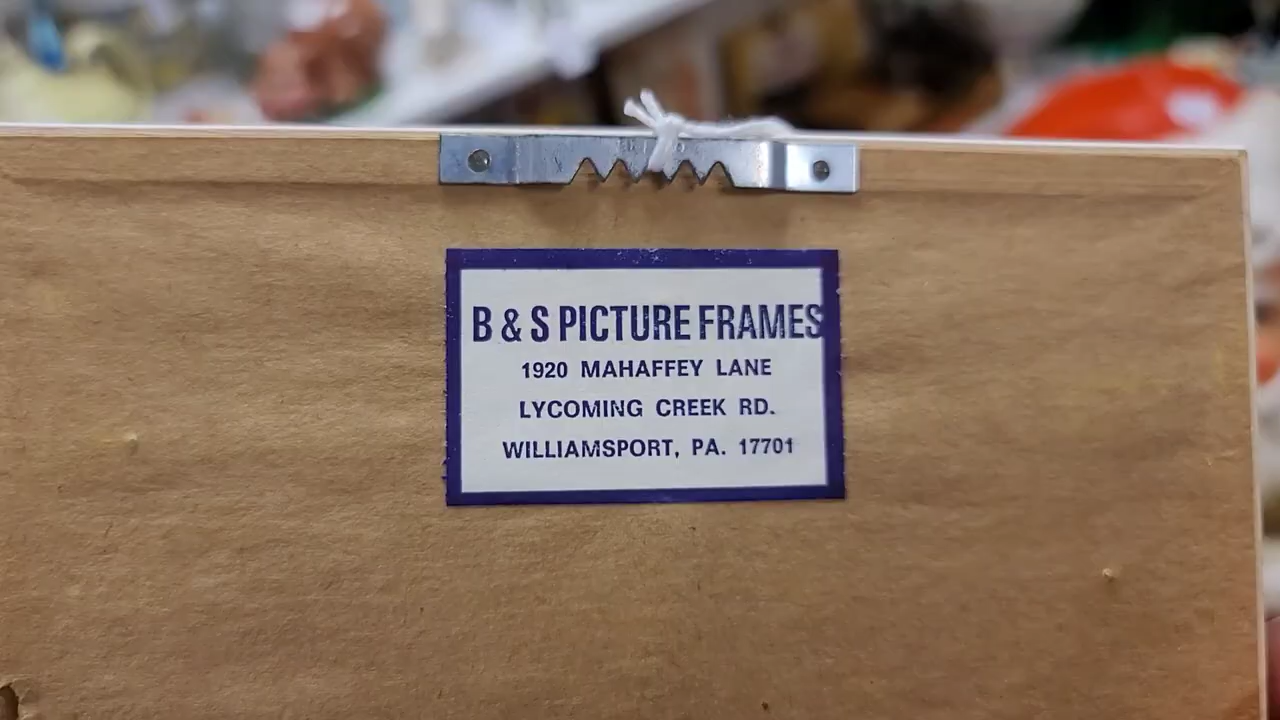 B & S PICTURE FRAMES
1920 MAHAFFEY LANE
LYCOMING CREEK RD.
WILLIAMSPORT, PA. 17701